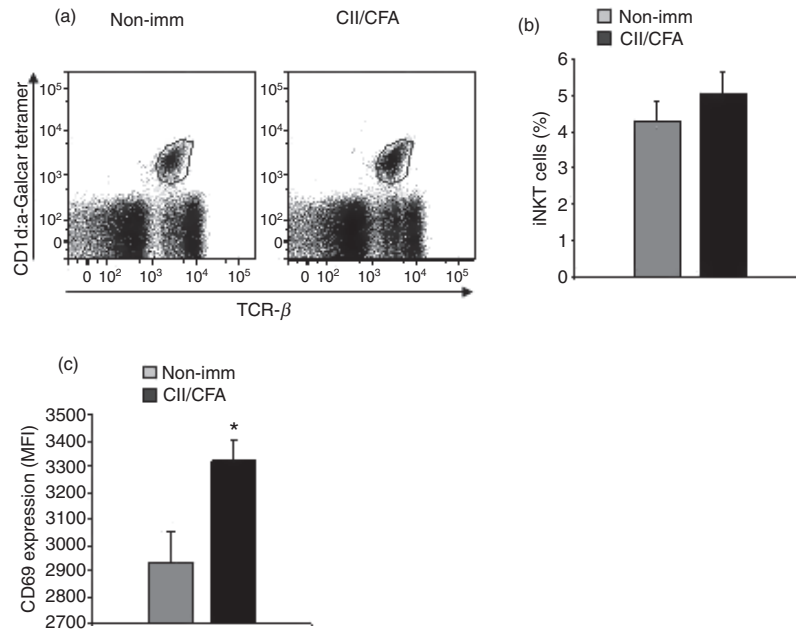 (a)
Non-imm
CII/CFA
CD1d:a-Galcar tetramer
10⁵
10⁴
10³
10²
0
0 10² 10³ 10⁴ 10⁵
10⁵
10⁴
10³
10²
0
0 10² 10³ 10⁴ 10⁵
TCR-β
(b)
Non-imm
CII/CFA
iNKT cells (%)
6
5
4
3
2
1
0
(c)
Non-imm
CII/CFA
CD69 expression (MFI)
3500
3400
3300
3200
3100
3000
2900
2800
2700
*